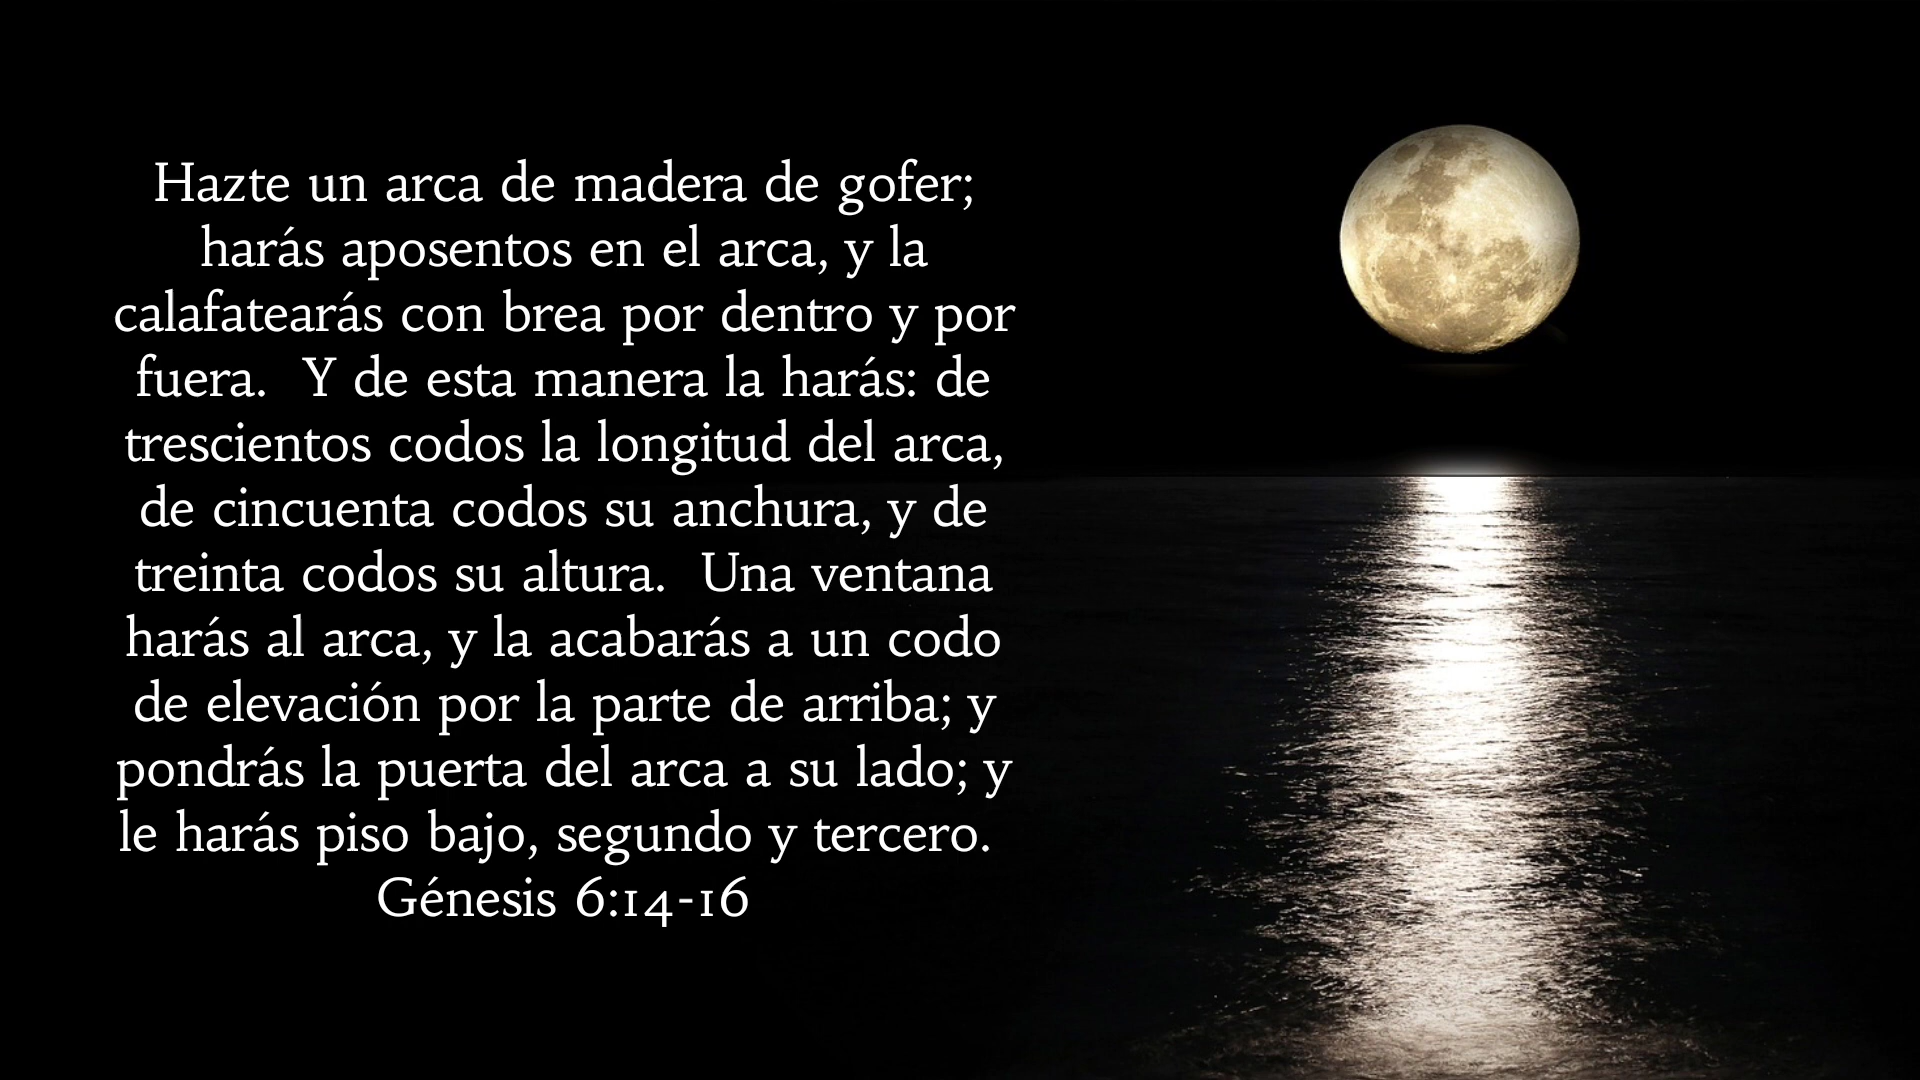 Hazte un arca de madera de gofer;
harás aposentos en el arca, y la
calafatearás con brea por dentro y por
fuera.  Y de esta manera la harás: de
trescientos codos la longitud del arca,
de cincuenta codos su anchura, y de
treinta codos su altura.  Una ventana
harás al arca, y la acabarás a un codo
de elevación por la parte de arriba; y
pondrás la puerta del arca a su lado; y
le harás piso bajo, segundo y tercero.
Génesis 6:14-16